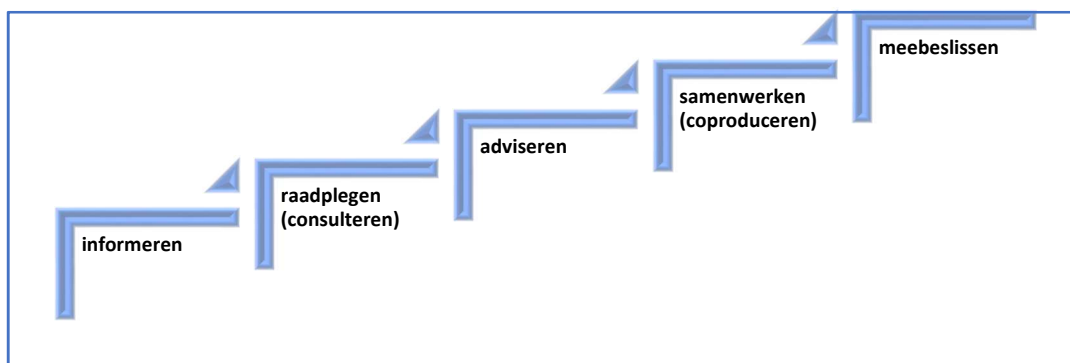 informeren
raadplegen
(consulteren)
adviseren
samenwerken
(coproduceren)
meebeslissen